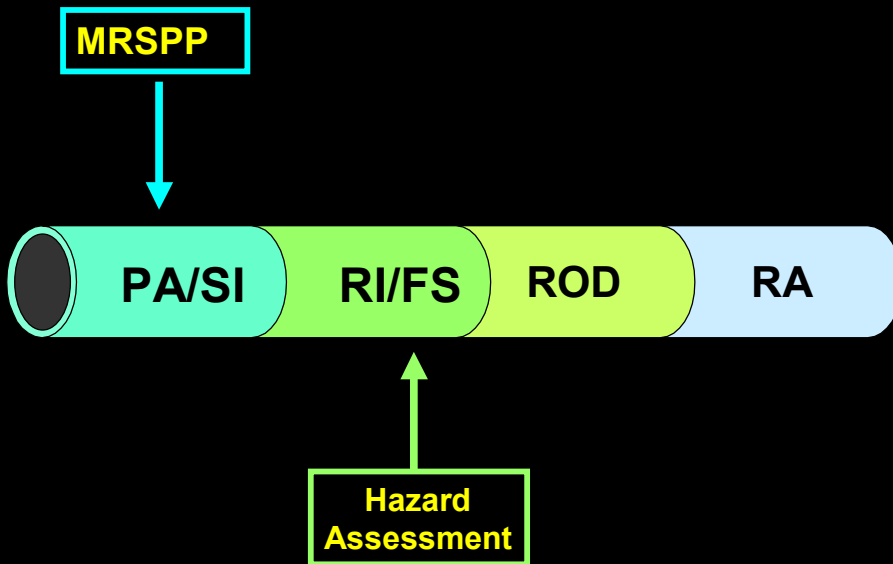 MRSPP
PA/SI
RI/FS
ROD
RA
Hazard
Assessment